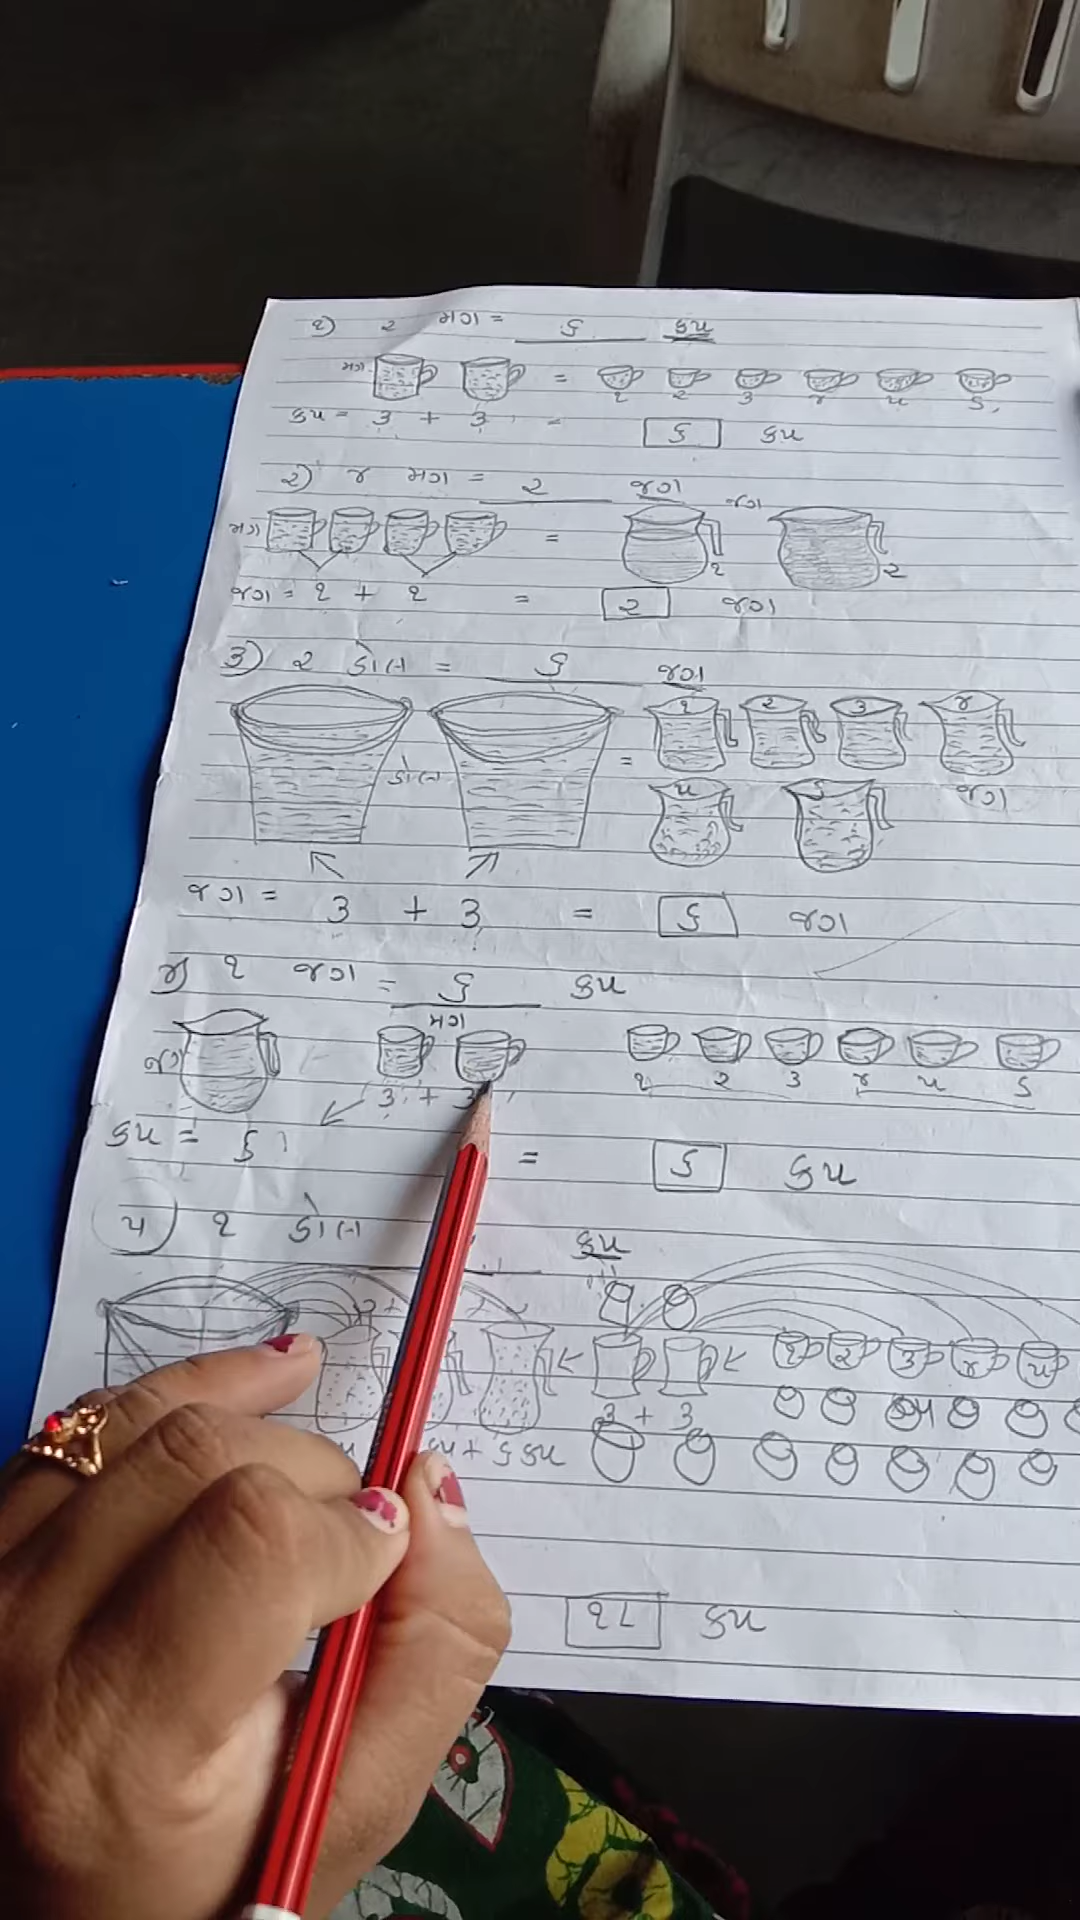 ૧) ૨ મગ = ૬ કપ
મગ = ૧ ૨ ૩ ૪ ૫ ૬
કપ = ૩ + ૩ = ૬ કપ
૨) ૪ મગ = ૨ જગ
મગ = જગ ૧ ૨
જગ = ૧ + ૧ = ૨ જગ
૩) ૨ ડોલ = ૬ જગ
ડોલ = ૧ ૨ ૩ ૪
૫ ૬ જગ
જગ = ૩ + ૩ = ૬ જગ
૪) ૧ જગ = ૬ કપ
જગ મગ
૩ + ૩ ૧ ૨ ૩ ૪ ૫ ૬
કપ = ૬ = ૬ કપ
૫) ૧ ડોલ કપ
૧ ૨ ૩ ૪ ૫
૩ + ૩
+ ૬ કપ
૧૮ કપ